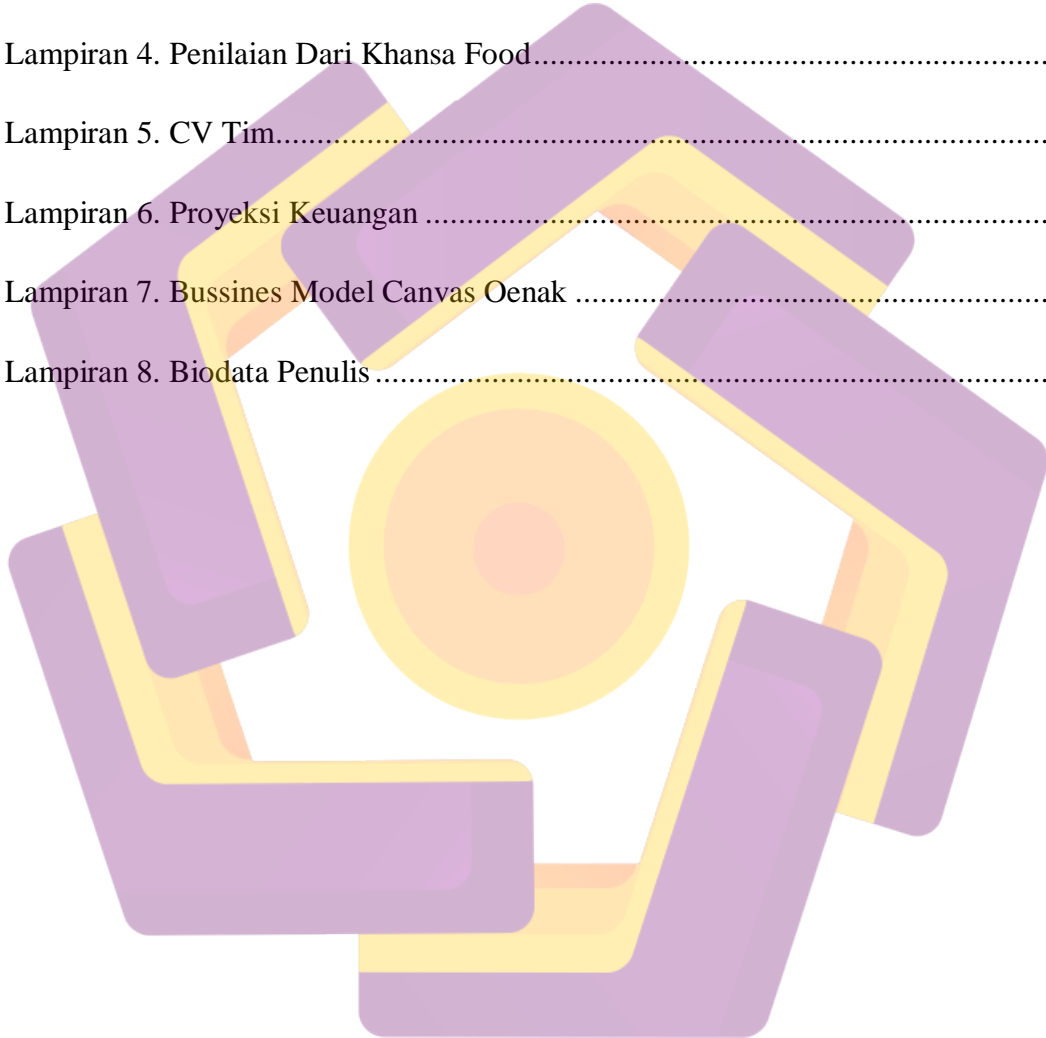 Lampiran 4. Penilaian Dari Khansa Food..............................................................
Lampiran 5. CV Tim.............................................................................................
Lampiran 6. Proyeksi Keuangan ...........................................................................
Lampiran 7. Bussines Model Canvas Oenak .........................................................
Lampiran 8. Biodata Penulis.................................................................................